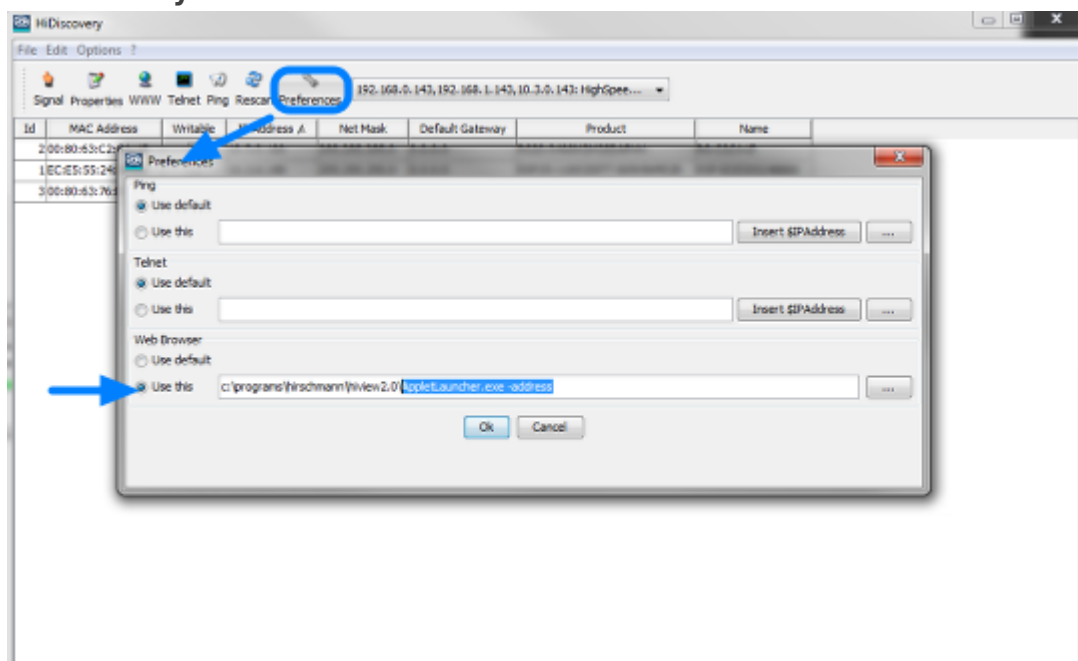 HiDiscovery
File Edit Options ?
Signal Properties WWW Telnet Ping Rescan Preferences 192.168.0.143, 192.168.1.143, 10.3.0.143: HighSpee...
Id MAC Address Writable Address Net Mask Default Gateway Product Name
2 00:80:63:C2:
1 EC:E5:55:24:
3 00:80:63:76:
Preferences
Ping
Use default
Use this Insert $IPAddress ...
Telnet
Use default
Use this Insert $IPAddress ...
Web Browser
Use default
Use this c:\programs\hirschmann\hiview2.0\AppletLauncher.exe -address ...
Ok Cancel